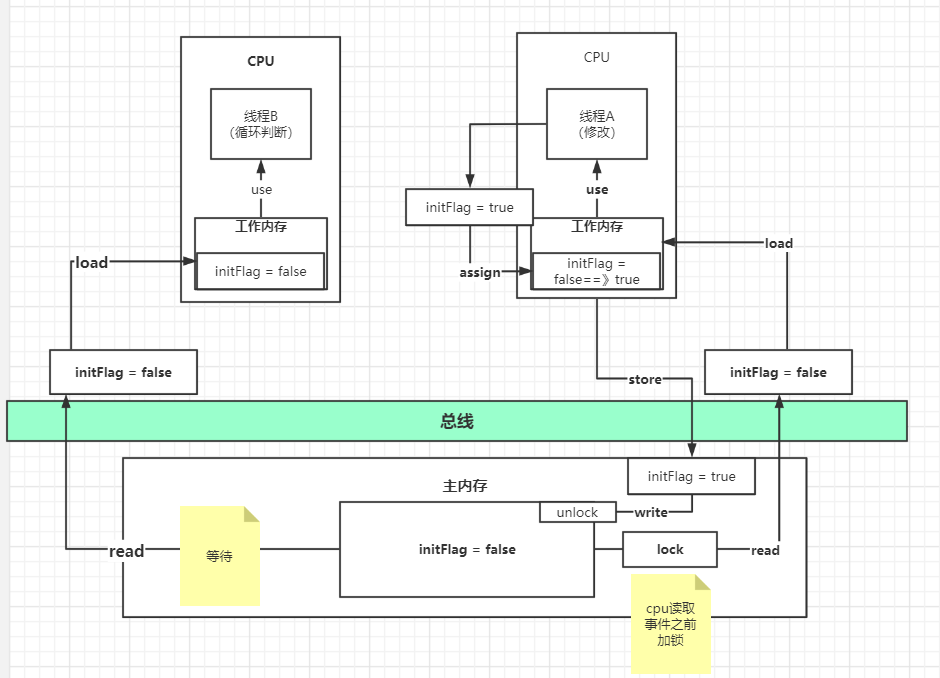 CPU
线程B
(循环判断)
use
工作内存
initFlag = false
load
initFlag = false
CPU
线程A
(修改)
use
initFlag = true
工作内存
assign
initFlag =
false==》true
load
store
initFlag = false
总线
主内存
initFlag = true
unlock
write
read
等待
initFlag = false
lock
read
cpu读取
事件之前
加锁